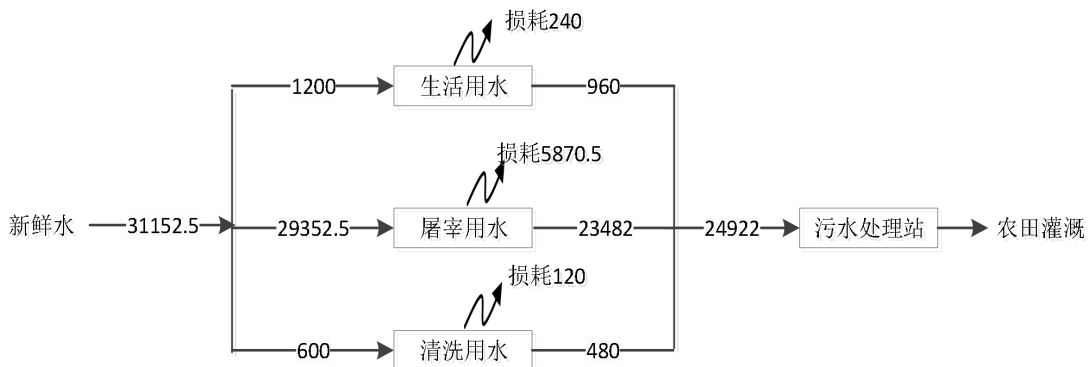 损耗240
1200
生活用水
960
损耗5870.5
新鲜水
31152.5
29352.5
屠宰用水
23482
24922
污水处理站
农田灌溉
损耗120
600
清洗用水
480